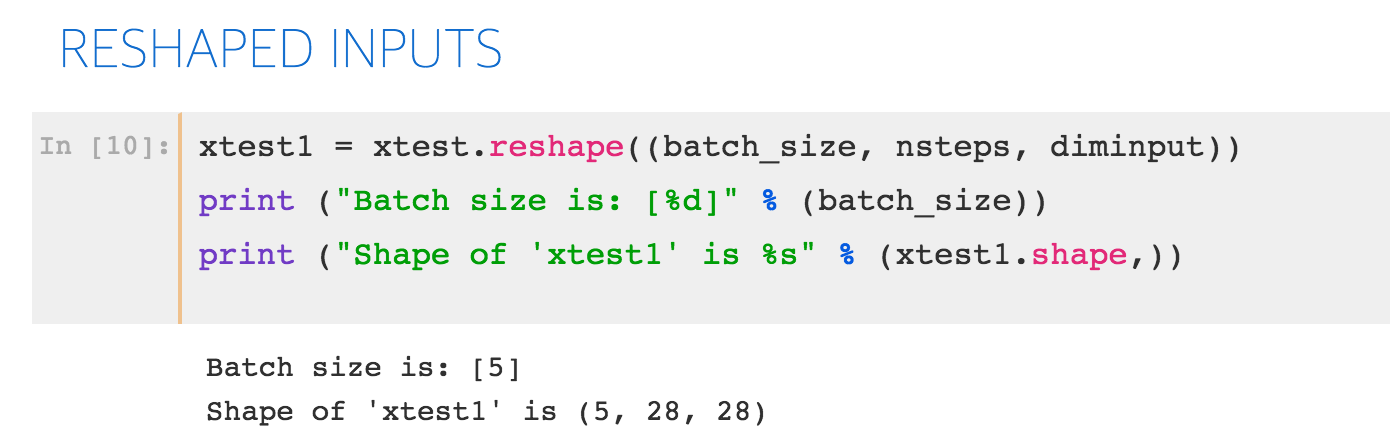 RESHAPED INPUTS
In [10]: xtest1 = xtest.reshape((batch_size, nsteps, diminput))
print ("Batch size is: [%d]" % (batch_size))
print ("Shape of 'xtest1' is %s" % (xtest1.shape,))
Batch size is: [5]
Shape of 'xtest1' is (5, 28, 28)